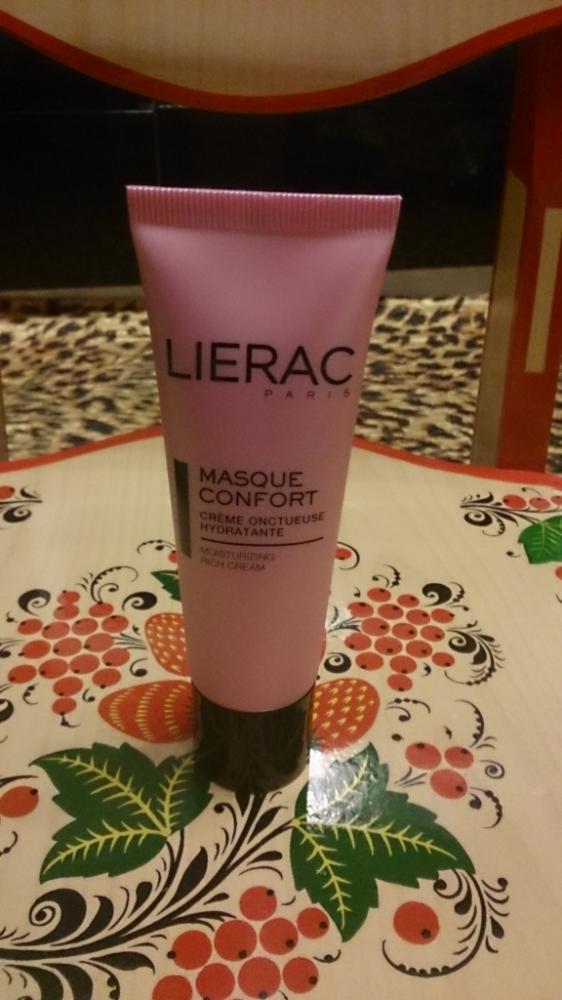 LIERAC
PARIS
MASQUE
CONFORT
CRÈME ONCTUEUSE
HYDRATANTE
MOISTURIZING
RICH CREAM